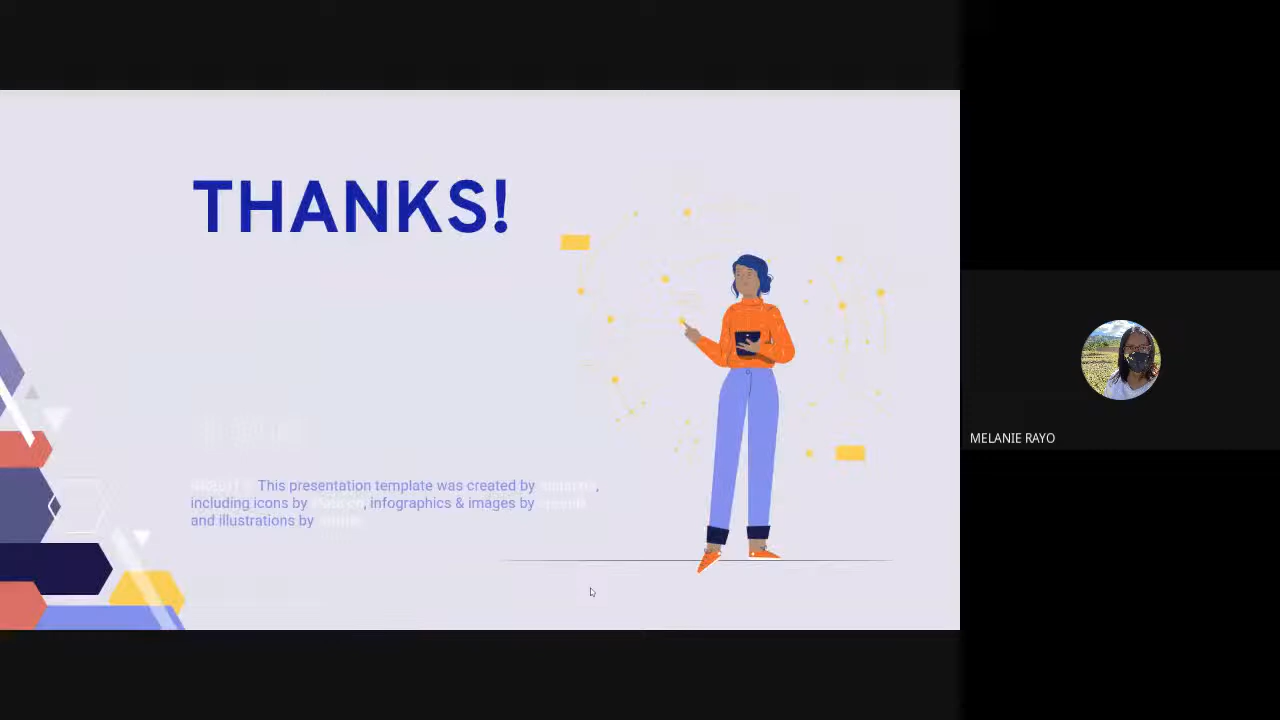 THANKS!
This presentation template was created by ,
including icons by , infographics & images by
and illustrations by
MELANIE RAYO